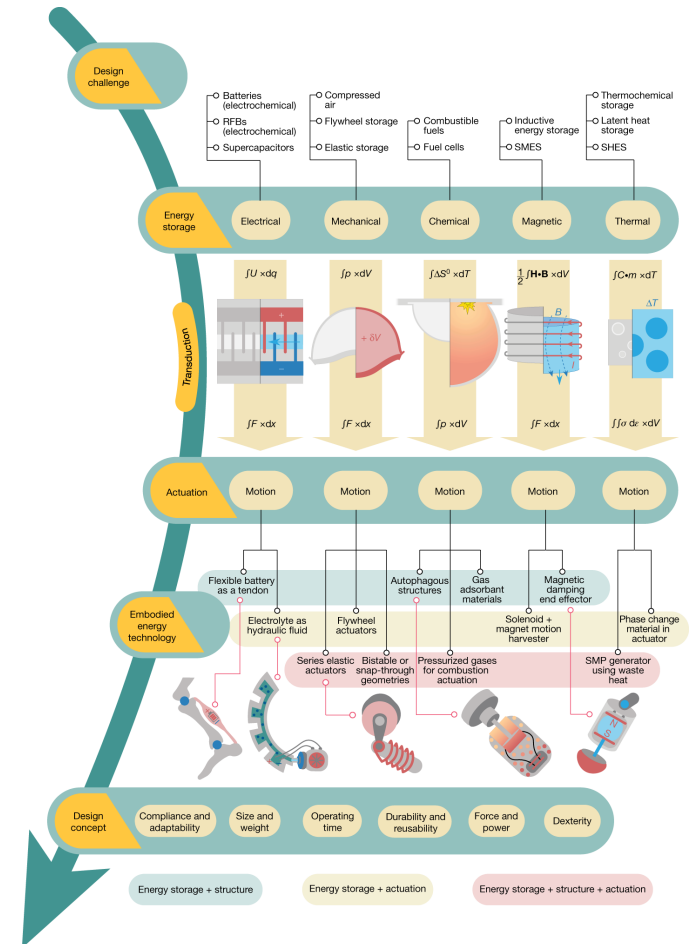 Design
challenge
Batteries
(electrochemical)
RFBs
(electrochemical)
Supercapacitors
Compressed
air
Flywheel storage
Elastic storage
Combustible
fuels
Fuel cells
Inductive
energy storage
SMES
Thermochemical
storage
Latent heat
storage
SHES
Energy
storage
Electrical
Mechanical
Chemical
Magnetic
Thermal
∫U ×dq
∫p ×dV
∫ΔS⁰ ×dT
½ ∫H•B ×dV
∫C•m ×dT
Transduction
+
−
+ δV
B
I
ΔT
∫F ×dx
∫F ×dx
∫p ×dV
∫F ×dx
∫∫σ dε ×dV
Actuation
Motion
Motion
Motion
Motion
Motion
Embodied
energy
technology
Flexible battery
as a tendon
Autophagous
structures
Gas
adsorbant
materials
Magnetic
damping
end effector
Electrolyte as
hydraulic fluid
Flywheel
actuators
Solenoid +
magnet motion
harvester
Phase change
material in
actuator
Series elastic
actuators
Bistable or
snap-through
geometries
Pressurized gases
for combustion
actuation
SMP generator
using waste
heat
N
S
Design
concept
Compliance and
adaptability
Size and
weight
Operating
time
Durability and
reusability
Force and
power
Dexterity
Energy storage + structure
Energy storage + actuation
Energy storage + structure + actuation